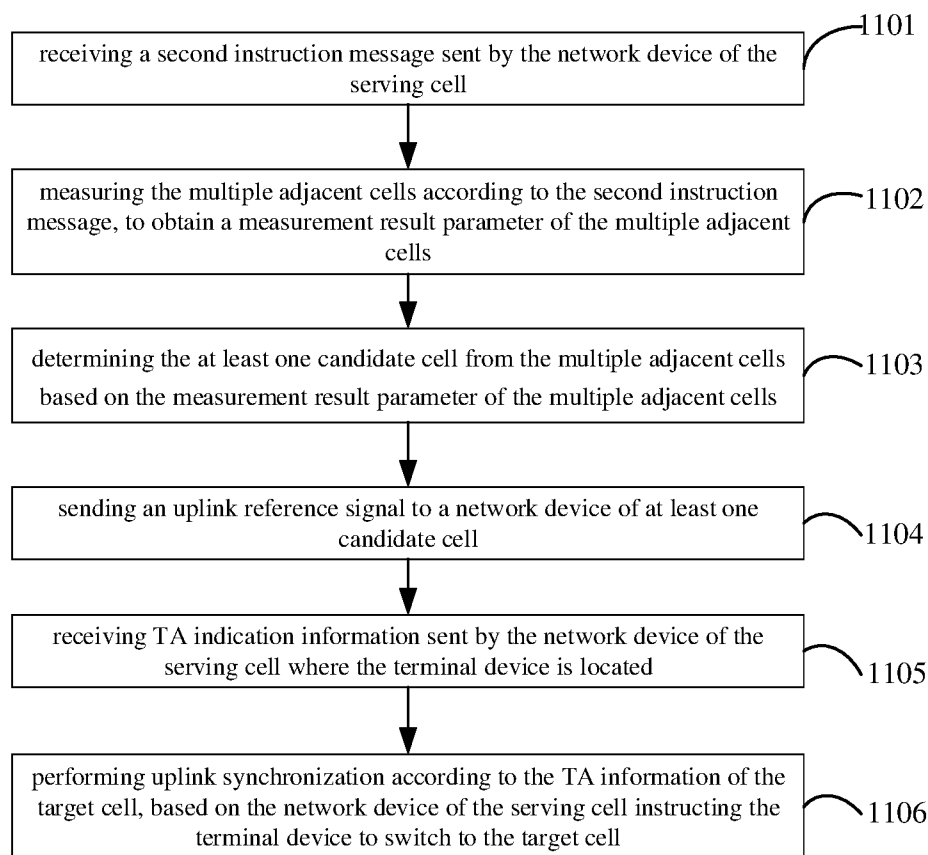 1101
receiving a second instruction message sent by the network device of the
serving cell
measuring the multiple adjacent cells according to the second instruction
message, to obtain a measurement result parameter of the multiple adjacent
cells
1102
determining the at least one candidate cell from the multiple adjacent cells
based on the measurement result parameter of the multiple adjacent cells
1103
sending an uplink reference signal to a network device of at least one
candidate cell
1104
receiving TA indication information sent by the network device of the
serving cell where the terminal device is located
1105
performing uplink synchronization according to the TA information of the
target cell, based on the network device of the serving cell instructing the
terminal device to switch to the target cell
1106